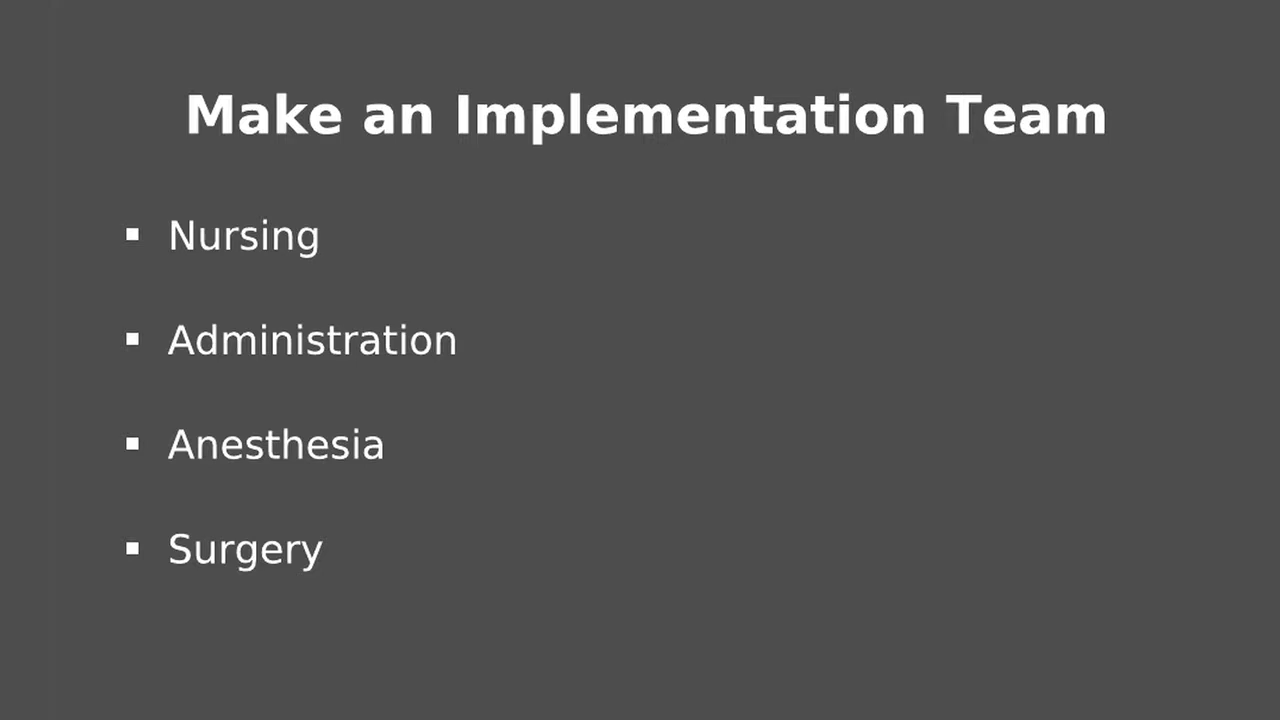 Make an Implementation Team
▪ Nursing
▪ Administration
▪ Anesthesia
▪ Surgery